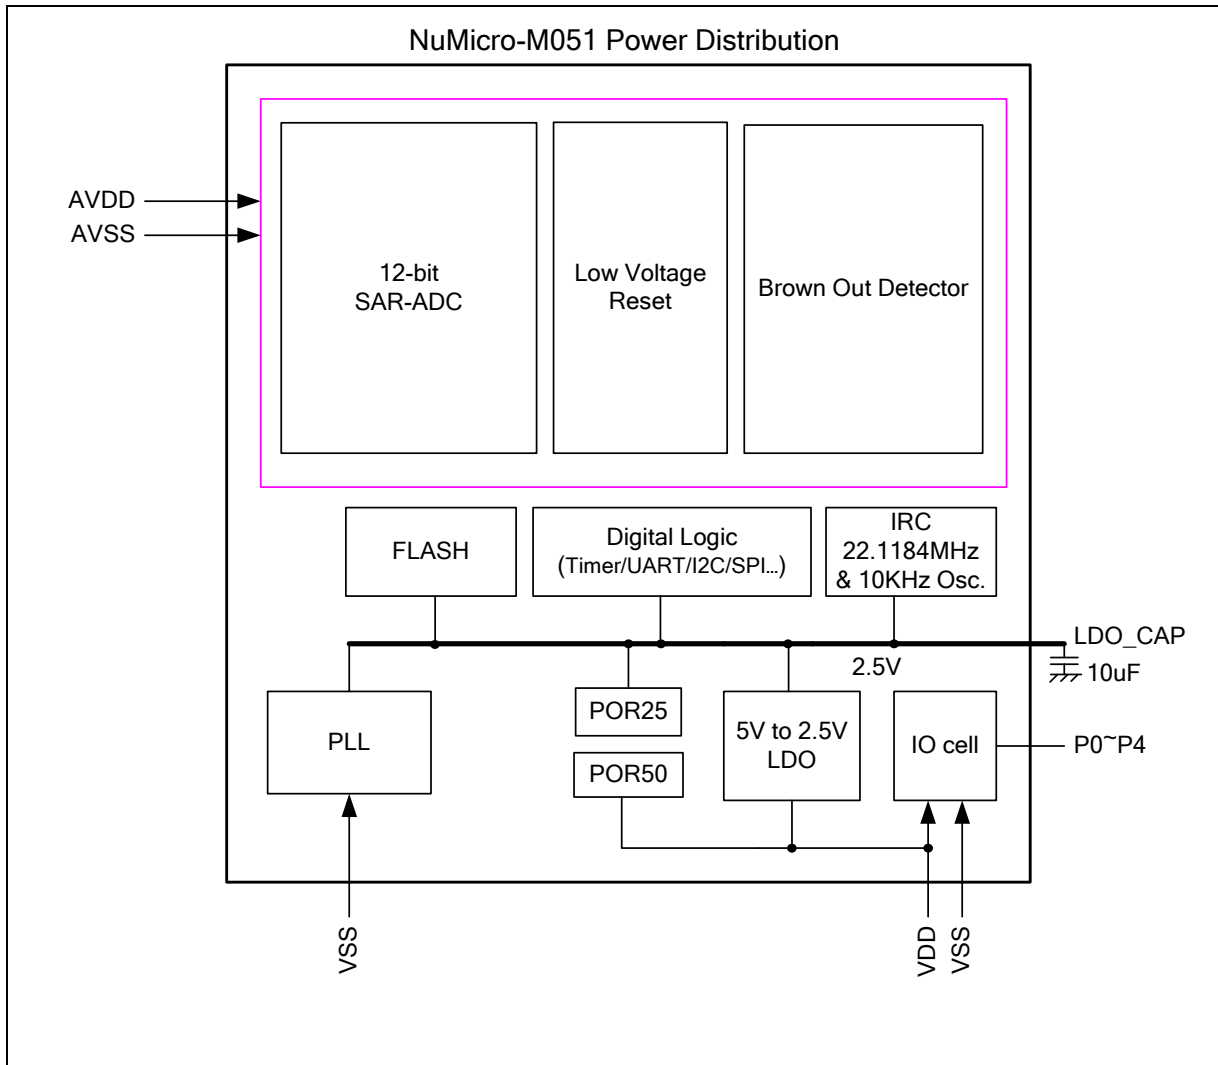 NuMicro-M051 Power Distribution
AVDD
AVSS
12-bit
SAR-ADC
Low Voltage
Reset
Brown Out Detector
FLASH
Digital Logic
(Timer/UART/I2C/SPI...)
IRC
22.1184MHz
& 10KHz Osc.
LDO_CAP
2.5V
10uF
PLL
POR25
POR50
5V to 2.5V
LDO
IO cell
P0~P4
VSS
VDD
VSS